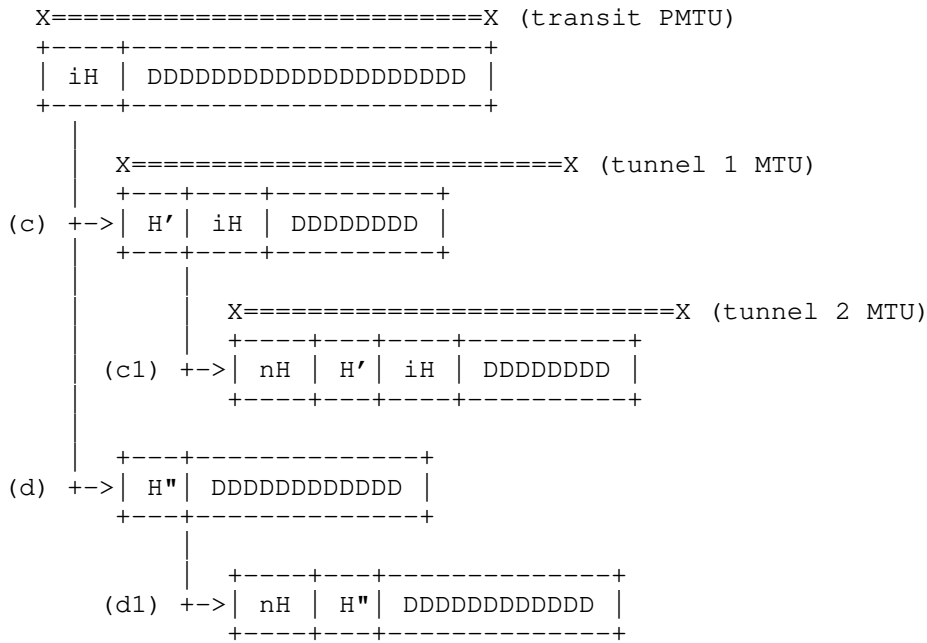 X===========================X (transit PMTU)
  +----+----------------------+
  | iH | DDDDDDDDDDDDDDDDDDDD |
  +----+----------------------+
    |
    |  X===========================X (tunnel 1 MTU)
    |  +---+----+----------+
(c) +->| H'| iH | DDDDDDDD |
    |  +---+----+----------+
    |      |
    |      |  X===========================X (tunnel 2 MTU)
    |      |  +----+---+----+----------+
    | (c1) +->| nH | H'| iH | DDDDDDDD |
    |         +----+---+----+----------+
    |
    |  +---+--------------+
(d) +->| H"| DDDDDDDDDDDD |
       +---+--------------+
           |
           |  +----+---+--------------+
      (d1) +->| nH | H"| DDDDDDDDDDDD |
              +----+---+--------------+